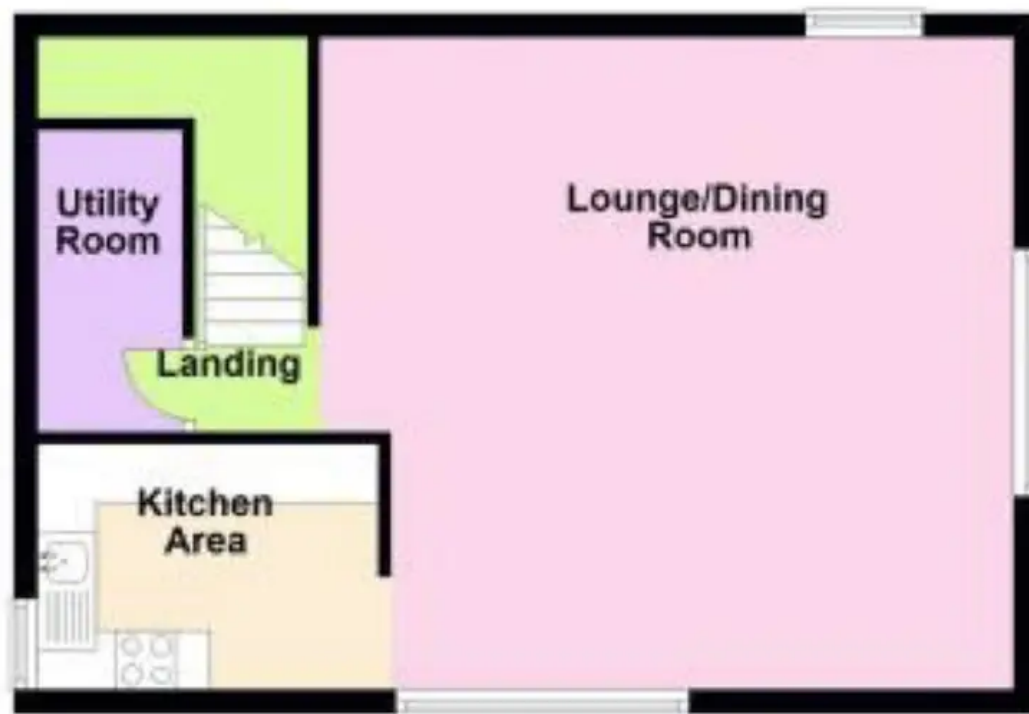 Utility
Room
Lounge/Dining
Room
Landing
Kitchen
Area